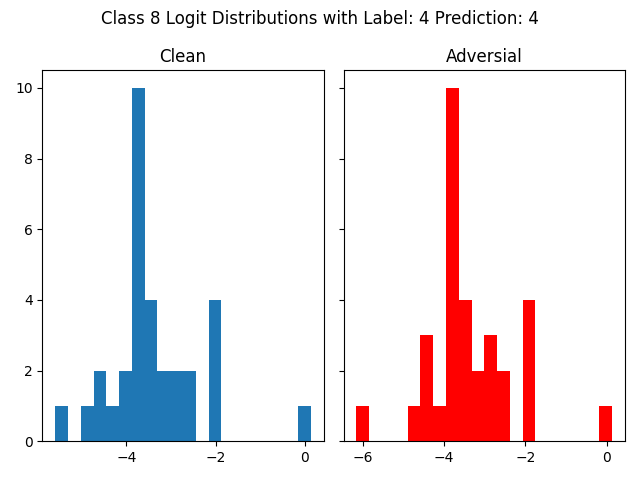 Class 8 Logit Distributions with Label: 4 Prediction: 4
Clean
Adversial
10
8
6
4
2
0
−4 −2 0
−6 −4 −2 0